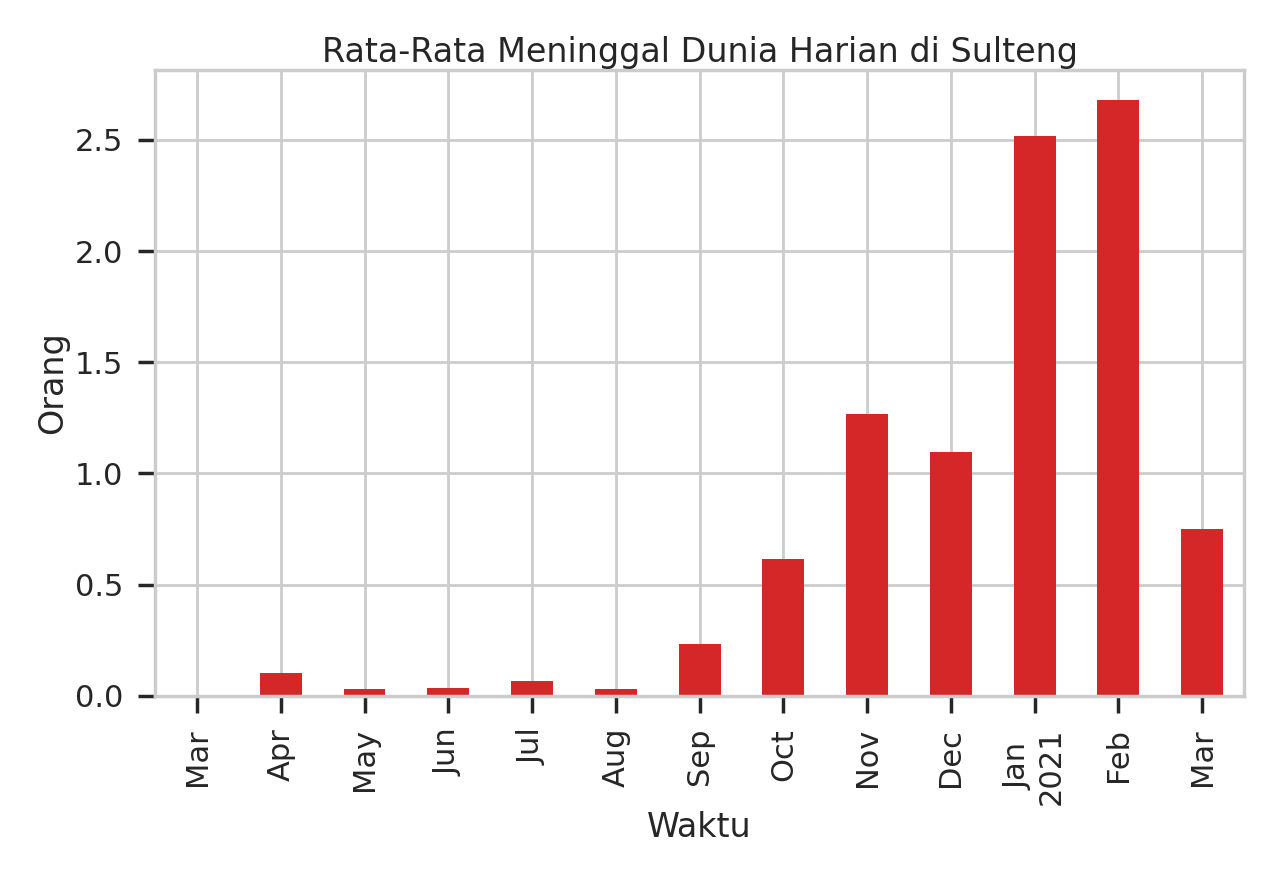 Rata-Rata Meninggal Dunia Harian di Sulteng
Orang
2.5
2.0
1.5
1.0
0.5
0.0
Mar
Apr
May
Jun
Jul
Aug
Sep
Oct
Nov
Dec
Jan
2021
Feb
Mar
Waktu